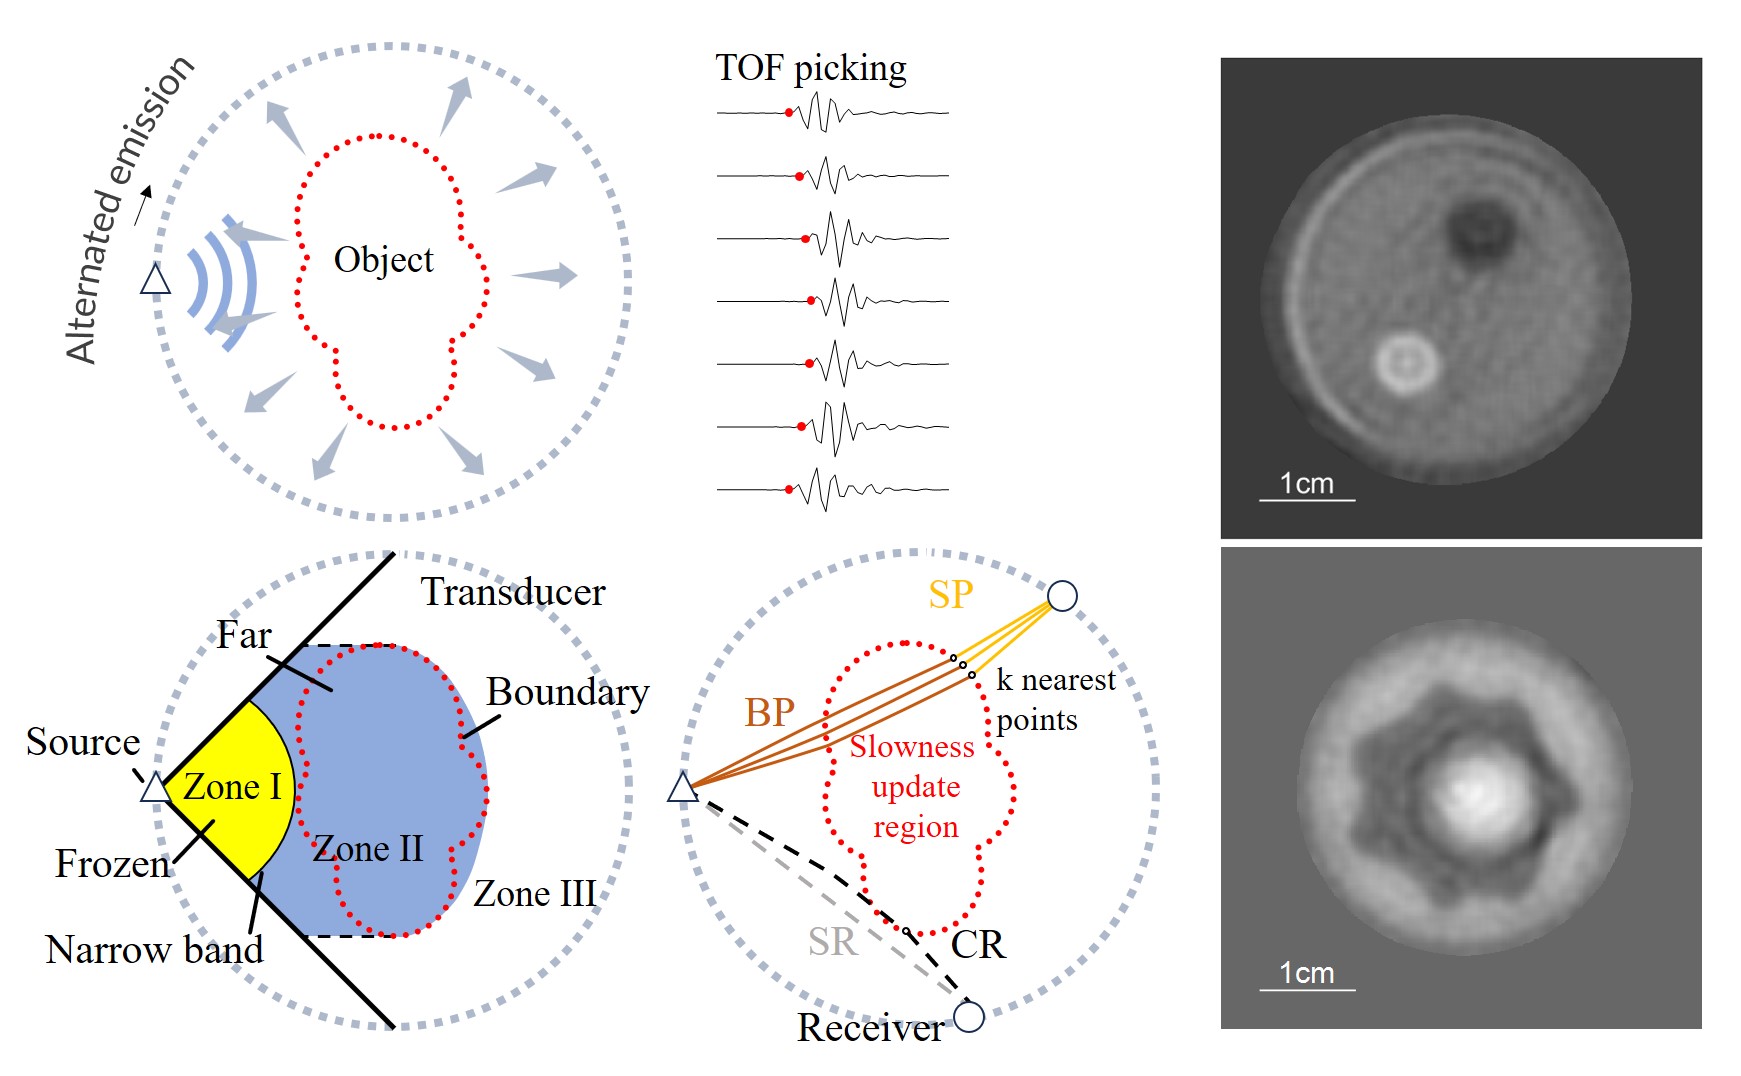 Alternated emission
Object
TOF picking
1cm
Transducer
Far
Boundary
Source
Zone I
Zone II
Frozen
Zone III
Narrow band
SP
k nearest
points
BP
Slowness
update
region
SR
CR
Receiver
1cm